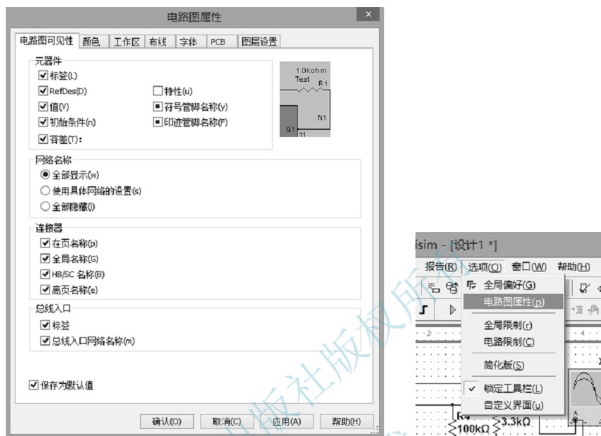 电路图属性
电路图可见性 颜色 工作区 布线 字体 PCB 图层设置
元器件
标签(L)
RefDes(D)
值(V)
初始条件(n)
容差(T):
特性(u)
符号管脚名称(y)
印迹管脚名称(F)
1.0kohm
Test R1
N1
网络名称
全部显示(w)
使用具体网络的设置(s)
全部隐藏(i)
连接器
在页名称(p)
全局名称(G)
HB/SC 名称(B)
离页名称(e)
总线入口
标签
总线入口网络名称(m)
保存为默认值
确认(O) 取消(C) 应用(A) 帮助(H)
isim - [设计1 *]
报告(R) 选项(O) 窗口(W) 帮助(H)
全局偏好(G)
电路图属性(p)
全局限制(r)
电路限制(C)
简化版(S)
锁定工具栏(L)
自定义界面(u)
R4
100kΩ 3.3kΩ